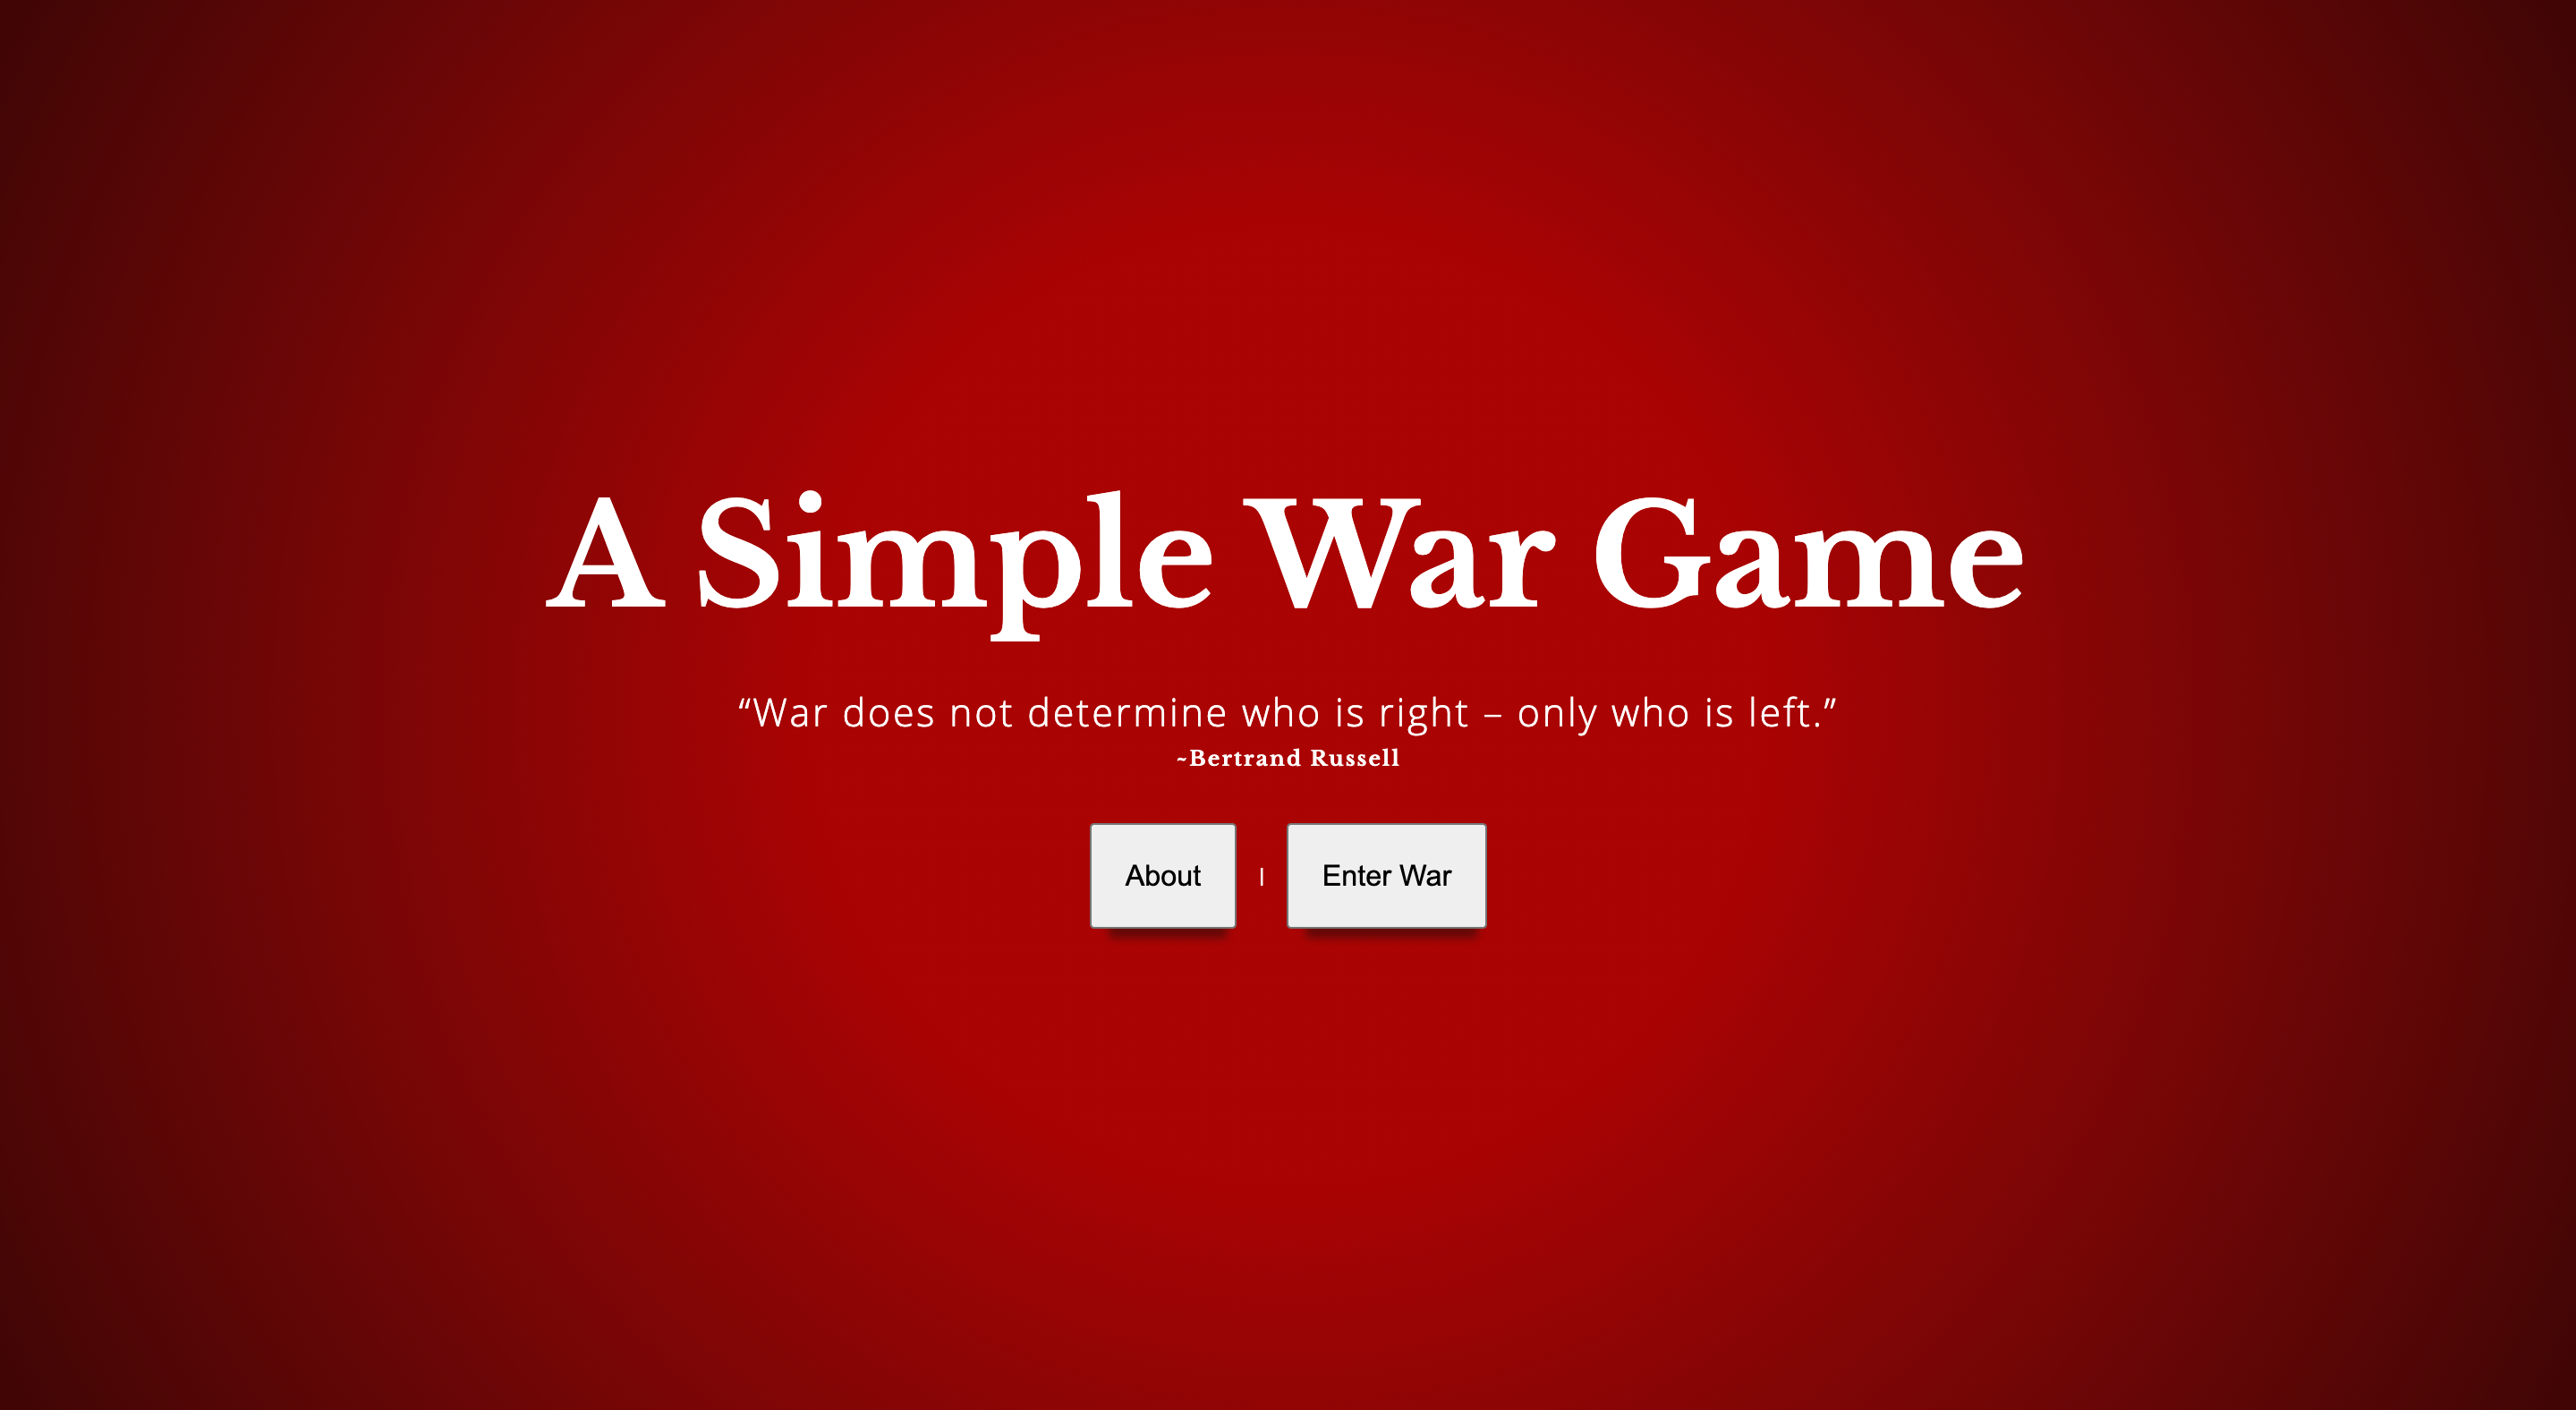 A Simple War Game
“War does not determine who is right – only who is left.”
~Bertrand Russell
About | Enter War